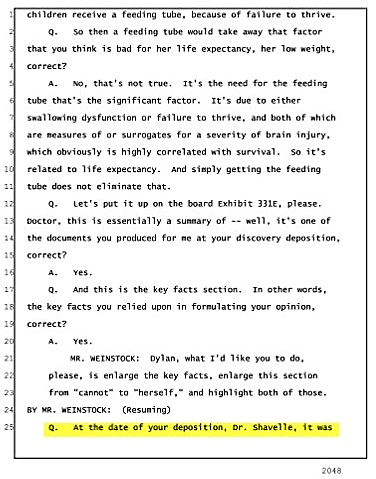 1 children receive a feeding tube, because of failure to thrive.
2 Q. So then a feeding tube would take away that factor
3 that you think is bad for her life expectancy, her low weight,
4 correct?
5 A. No, that's not true. It's the need for the feeding
6 tube that's the significant factor. It's due to either
7 swallowing dysfunction or failure to thrive, and both of which
8 are measures of or surrogates for a severity of brain injury,
9 which obviously is highly correlated with survival. So it's
10 related to life expectancy. And simply getting the feeding
11 tube does not eliminate that.
12 Q. Let's put it up on the board Exhibit 331E, please.
13 Doctor, this is essentially a summary of -- well, it's one of
14 the documents you produced for me at your discovery deposition,
15 correct?
16 A. Yes.
17 Q. And this is the key facts section. In other words,
18 the key facts you relied upon in formulating your opinion,
19 correct?
20 A. Yes.
21 MR. WEINSTOCK: Dylan, what I'd like you to do,
22 please, is enlarge the key facts, enlarge this section
23 from "cannot" to "herself," and highlight both of those.
24 BY MR. WEINSTOCK: (Resuming)
25 Q. At the date of your deposition, Dr. Shavelle, it was
2048